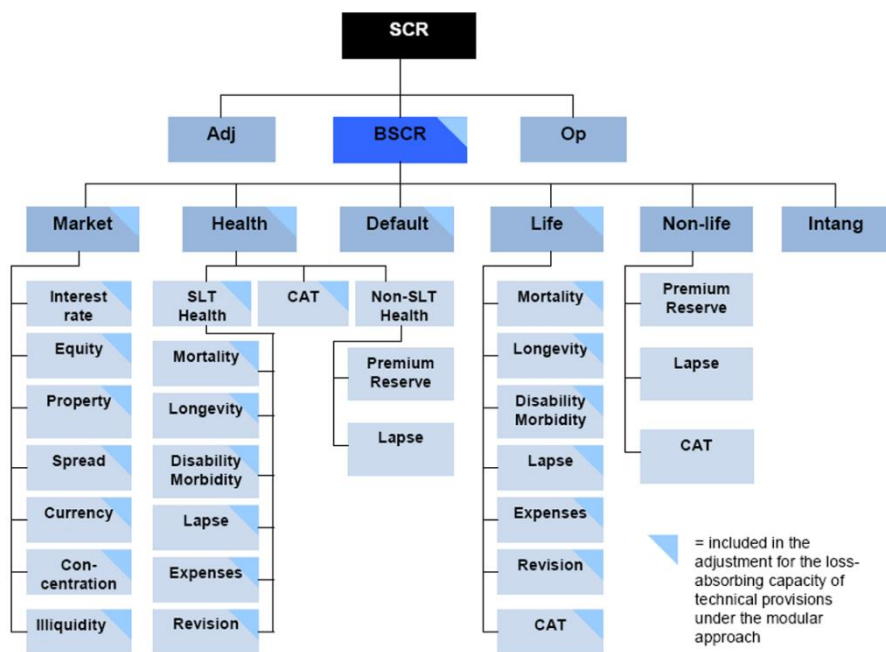 SCR
Adj
BSCR
Op
Market
Health
Default
Life
Non-life
Intang
Interest
rate
Equity
Property
Spread
Currency
Con-
centration
Illiquidity
SLT
Health
CAT
Non-SLT
Health
Mortality
Longevity
Disability
Morbidity
Lapse
Expenses
Revision
Premium
Reserve
Lapse
Mortality
Longevity
Disability
Morbidity
Lapse
Expenses
Revision
CAT
Premium
Reserve
Lapse
CAT
= included in the
adjustment for the loss-
absorbing capacity of
technical provisions
under the modular
approach